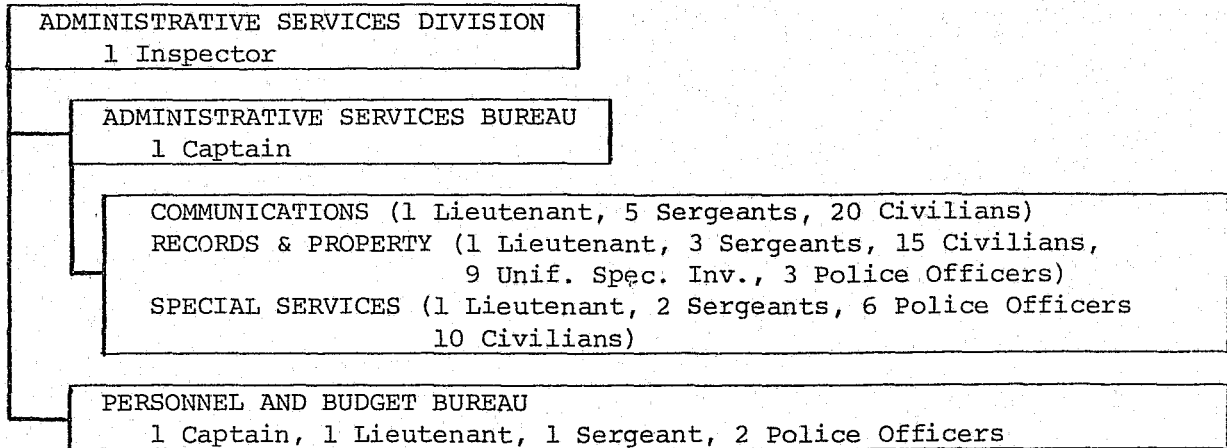 ADMINISTRATIVE SERVICES DIVISION
1 Inspector
ADMINISTRATIVE SERVICES BUREAU
1 Captain
COMMUNICATIONS (1 Lieutenant, 5 Sergeants, 20 Civilians)
RECORDS & PROPERTY (1 Lieutenant, 3 Sergeants, 15 Civilians,
9 Unif. Spec. Inv., 3 Police Officers)
SPECIAL SERVICES (1 Lieutenant, 2 Sergeants, 6 Police Officers
10 Civilians)
PERSONNEL AND BUDGET BUREAU
1 Captain, 1 Lieutenant, 1 Sergeant, 2 Police Officers